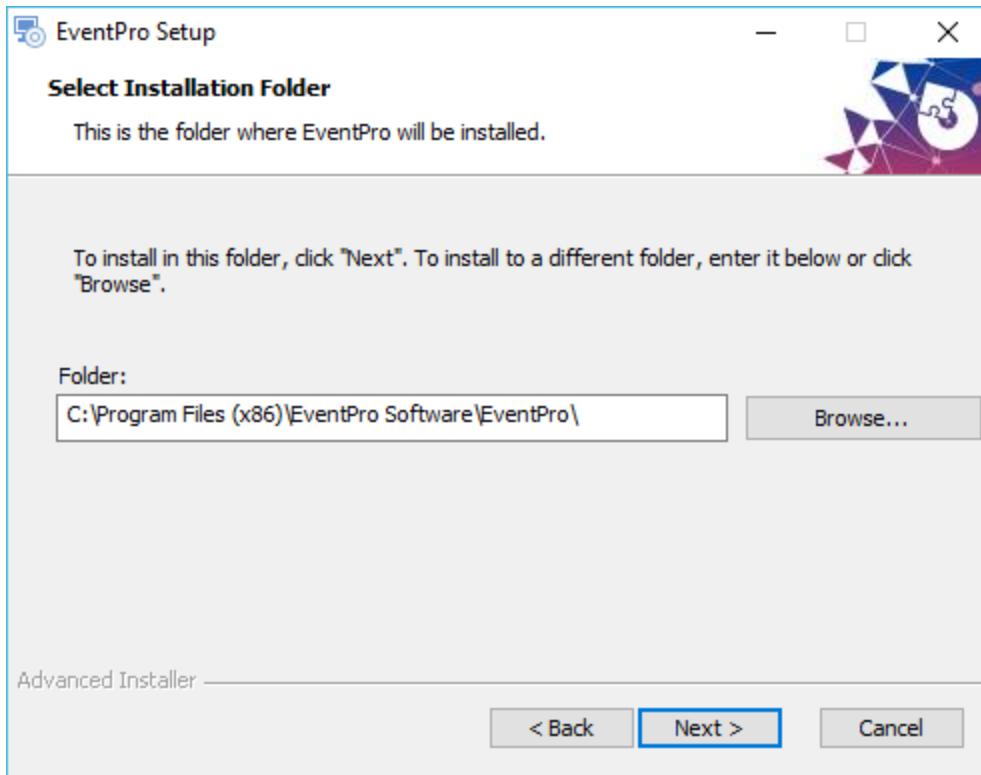 EventPro Setup
Select Installation Folder
This is the folder where EventPro will be installed.
To install in this folder, click "Next". To install to a different folder, enter it below or click
"Browse".
Folder:
C:\Program Files (x86)\EventPro Software\EventPro\
Browse...
Advanced Installer
< Back
Next >
Cancel